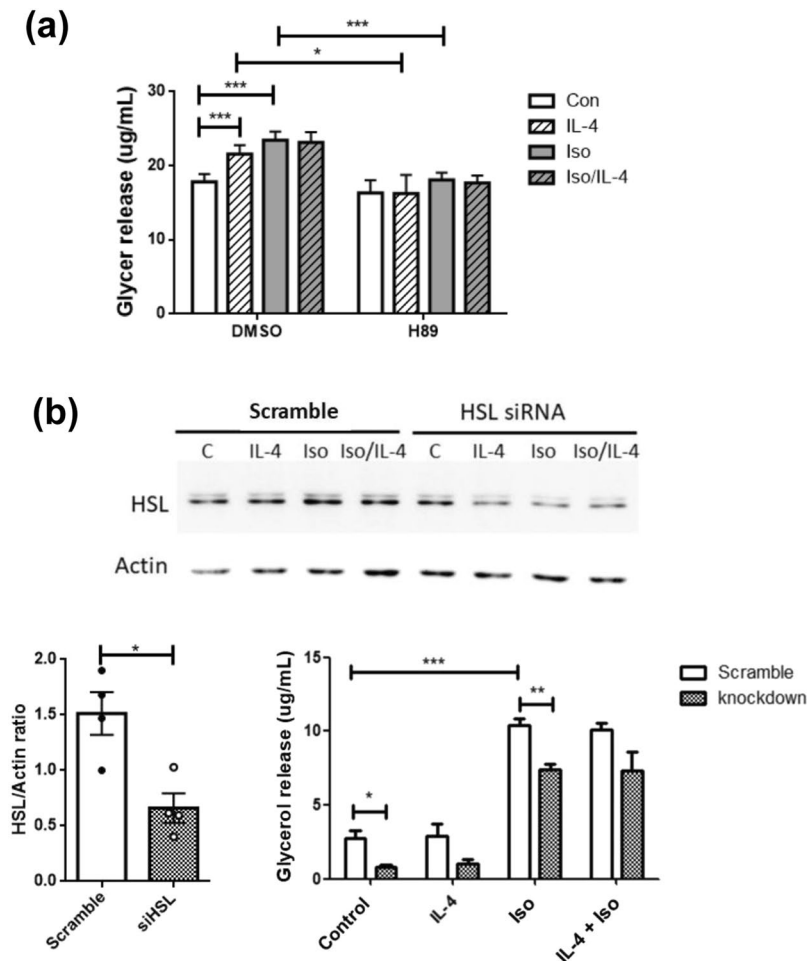 (a)
***
*
***
***
Glycer release (ug/mL)
30
20
10
0
DMSO
H89
Con
IL-4
Iso
Iso/IL-4
(b)
Scramble
HSL siRNA
C IL-4 Iso Iso/IL-4 C IL-4 Iso Iso/IL-4
HSL
Actin
HSL/Actin ratio
2.0
1.5
1.0
0.5
0.0
*
Scramble
siHSL
Glycerol release (ug/mL)
15
10
5
0
***
**
*
Control
IL-4
Iso
IL-4 + Iso
Scramble
knockdown